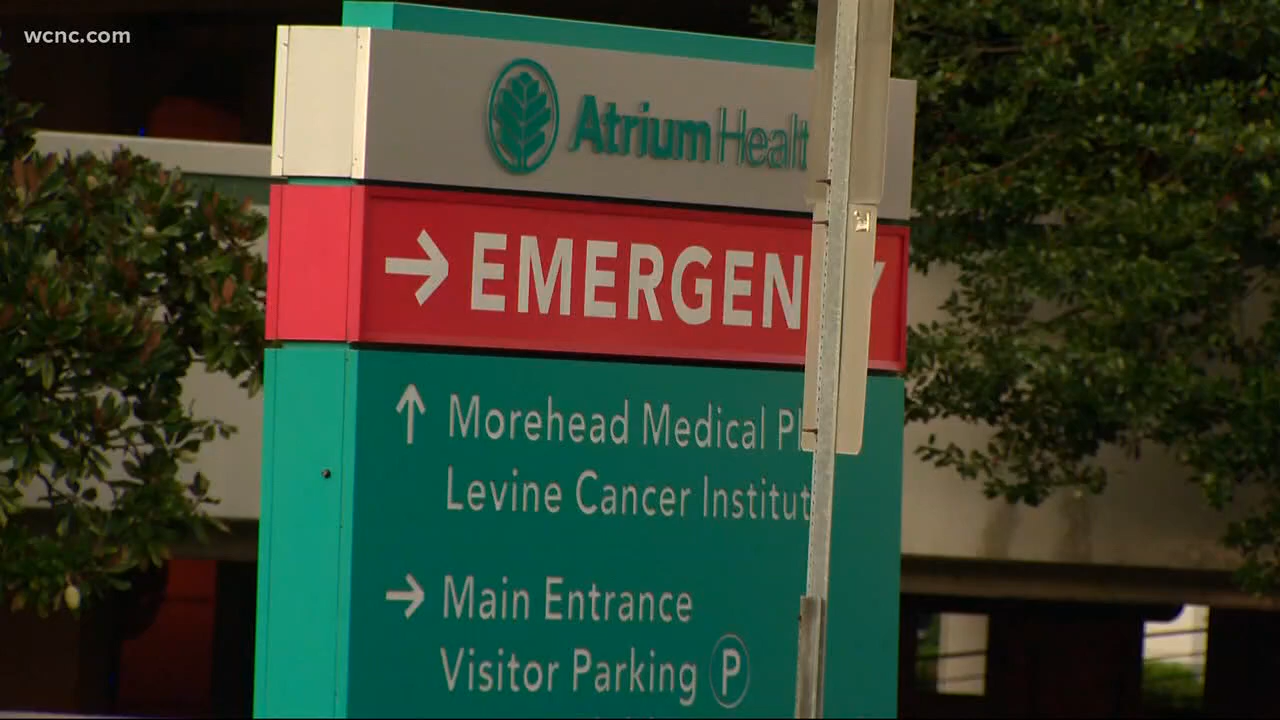 wcnc.com
Atrium Healt
→ EMERGEN Y
↑ Morehead Medical Pl
Levine Cancer Institut
→ Main Entrance
Visitor Parking P